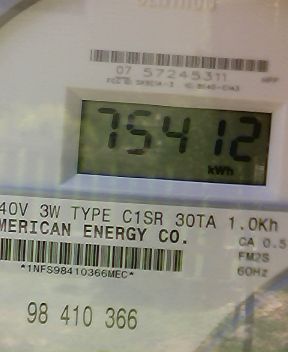 07 57245311
75412
kWh
40V 3W TYPE C1SR 30TA 1.0Kh
MERICAN ENERGY CO.
CA 0.5
FM2S
*1NFS98410366MEC*
60Hz
98 410 366